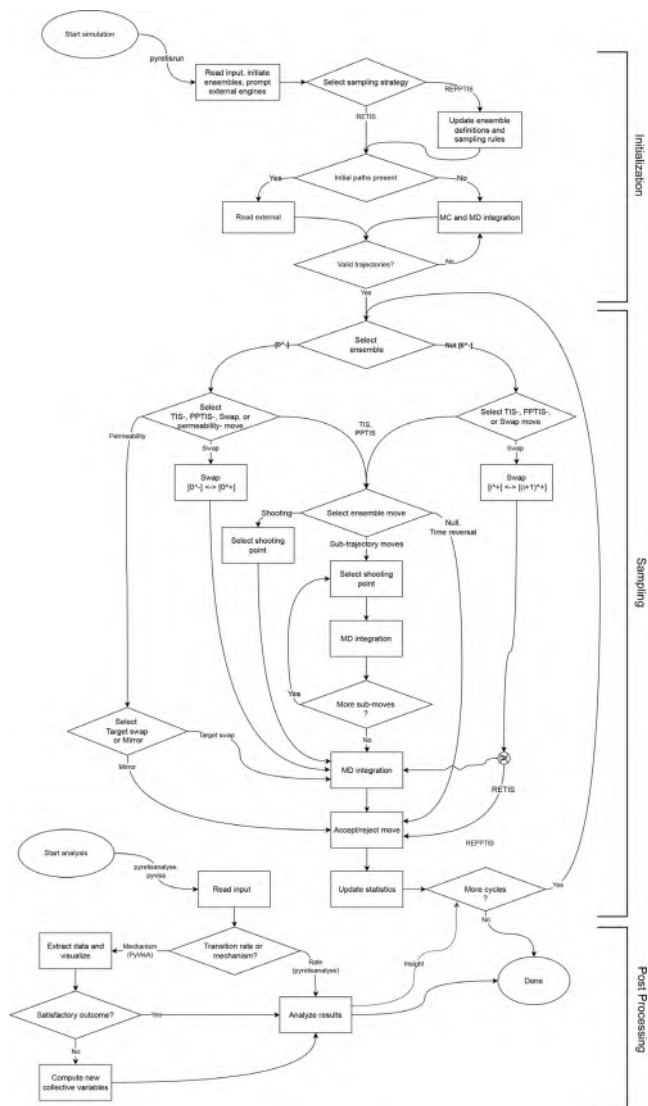 Start simulation
pyretisrun
Read input, initiate
ensembles, prompt
external engines
Select sampling strategy
REPPTIS
RETIS
Update ensemble
definitions and
sampling rules
Initial paths present
Yes
No
Read external
MC and MD integration
Valid trajectories?
No
Yes
Initialization
Select
ensemble
[0^-]
Not [0^-]
Select
TIS-, PPTIS-, Swap, or
permeability- move
Select TIS-, PPTIS-,
or Swap move
Permeability
TIS,
PPTIS
Swap
Swap
Swap
[0^-] <-> [0^+]
Swap
[i^+] <-> [(i+1)^+]
Select ensemble move
Shooting
Null,
Time reversal
Select shooting
point
Sub-trajectory moves
Select shooting
point
MD integration
Yes
More sub-moves
?
No
Select
Target swap
or Mirror
Target swap
Mirror
MD integration
RETIS
Accept/reject move
REPPTIS
Update statistics
More cycles
?
Yes
No
Sampling
Start analysis
pyretisanalyse,
pyvisa
Read input
Transition rate or
mechanism?
Mechanism
(PyVisA)
Extract data and
visualize
Rate
(pyretisanalyse)
Insight
Done
Satisfactory outcome?
Yes
Analyze results
No
Compute new
collective variables
Post Processing